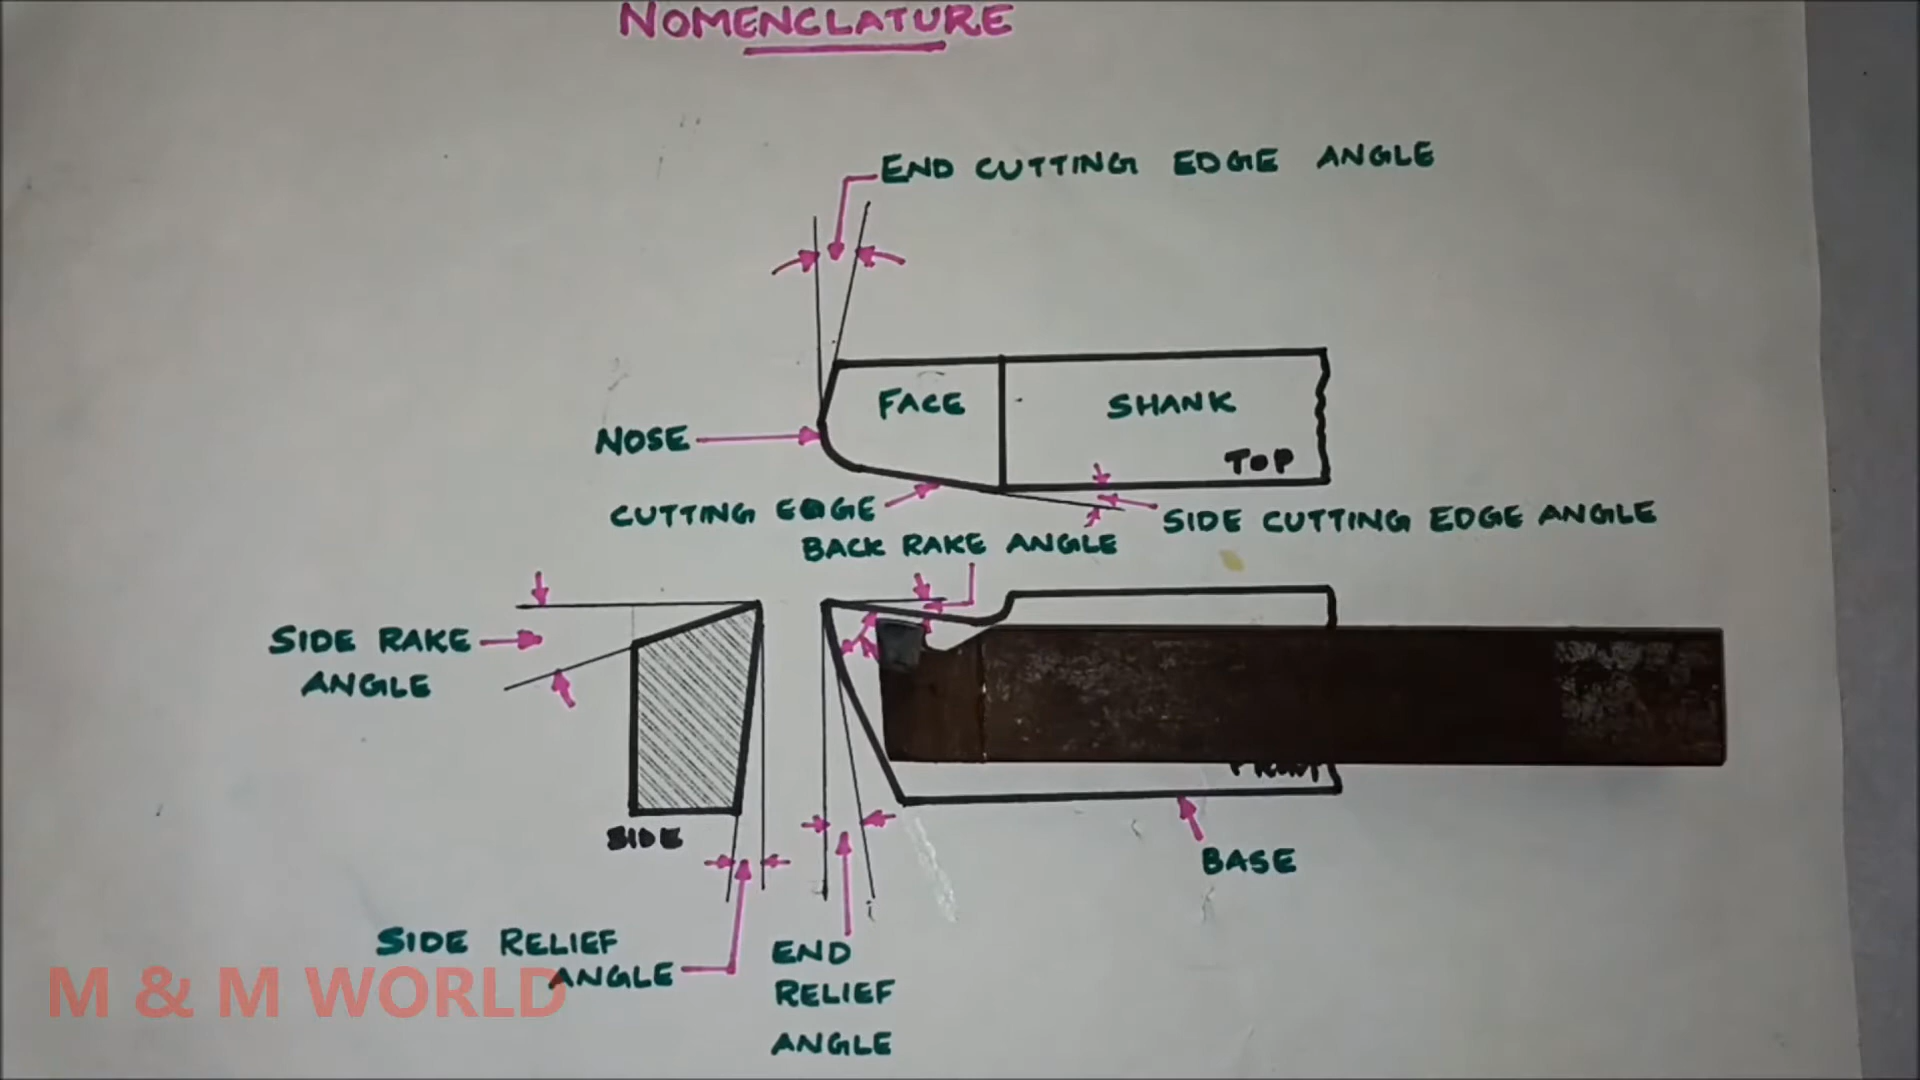 NOMENCLATURE
END CUTTING EDGE ANGLE
FACE
SHANK
NOSE
TOP
CUTTING EDGE
SIDE CUTTING EDGE ANGLE
BACK RAKE ANGLE
SIDE RAKE
ANGLE
SIDE
BASE
SIDE RELIEF
ANGLE
END
RELIEF
ANGLE
M & M WORLD